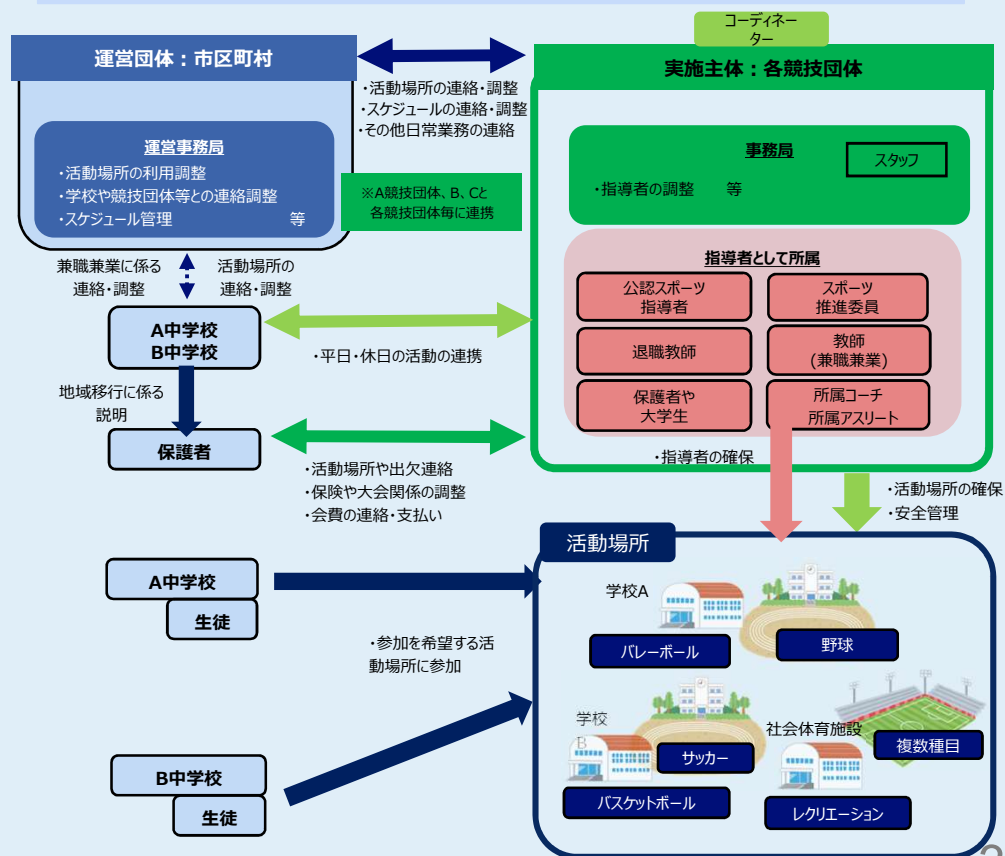 コーディネー
ター
運営団体：市区町村
実施主体：各競技団体
・活動場所の連絡・調整
・スケジュールの連絡・調整
・その他日常業務の連絡
運営事務局
・活動場所の利用調整
・学校や競技団体等との連絡調整
・スケジュール管理　　　　　　　等
※A競技団体、B、Cと
各競技団体毎に連携
事務局
スタッフ
・指導者の調整　　等
指導者として所属
公認スポーツ
指導者
スポーツ
推進委員
退職教師
教師
(兼職兼業)
保護者や
大学生
所属コーチ
所属アスリート
兼職兼業に係る
連絡・調整
活動場所の
連絡・調整
A中学校
B中学校
・平日・休日の活動の連携
地域移行に係る
説明
保護者
・活動場所や出欠連絡
・保険や大会関係の調整
・会費の連絡・支払い
・指導者の確保
・活動場所の確保
・安全管理
活動場所
A中学校
生徒
・参加を希望する活
動場所に参加
B中学校
生徒
学校A
バレーボール
野球
学校
B
サッカー
バスケットボール
社会体育施設
複数種目
レクリエーション